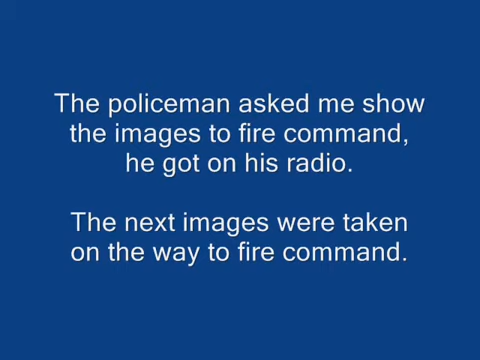 The policeman asked me show
the images to fire command,
he got on his radio.
The next images were taken
on the way to fire command.